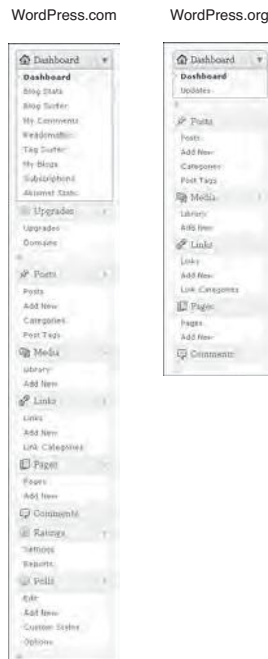 WordPress.com
Dashboard
Dashboard
Blog Stats
Blog Surfer
My Comments
Readomattic
Tag Surfer
My Blogs
Subscriptions
Akismet Stats
Upgrades
Upgrades
Domains
Posts
Posts
Add New
Categories
Post Tags
Media
Library
Add New
Links
Links
Add New
Link Categories
Pages
Pages
Add New
Comments
Ratings
Settings
Reports
Polls
Edit
Add New
Custom Styles
Options
WordPress.org
Dashboard
Dashboard
Updates
Posts
Posts
Add New
Categories
Post Tags
Media
Library
Add New
Links
Links
Add New
Link Categories
Pages
Pages
Add New
Comments